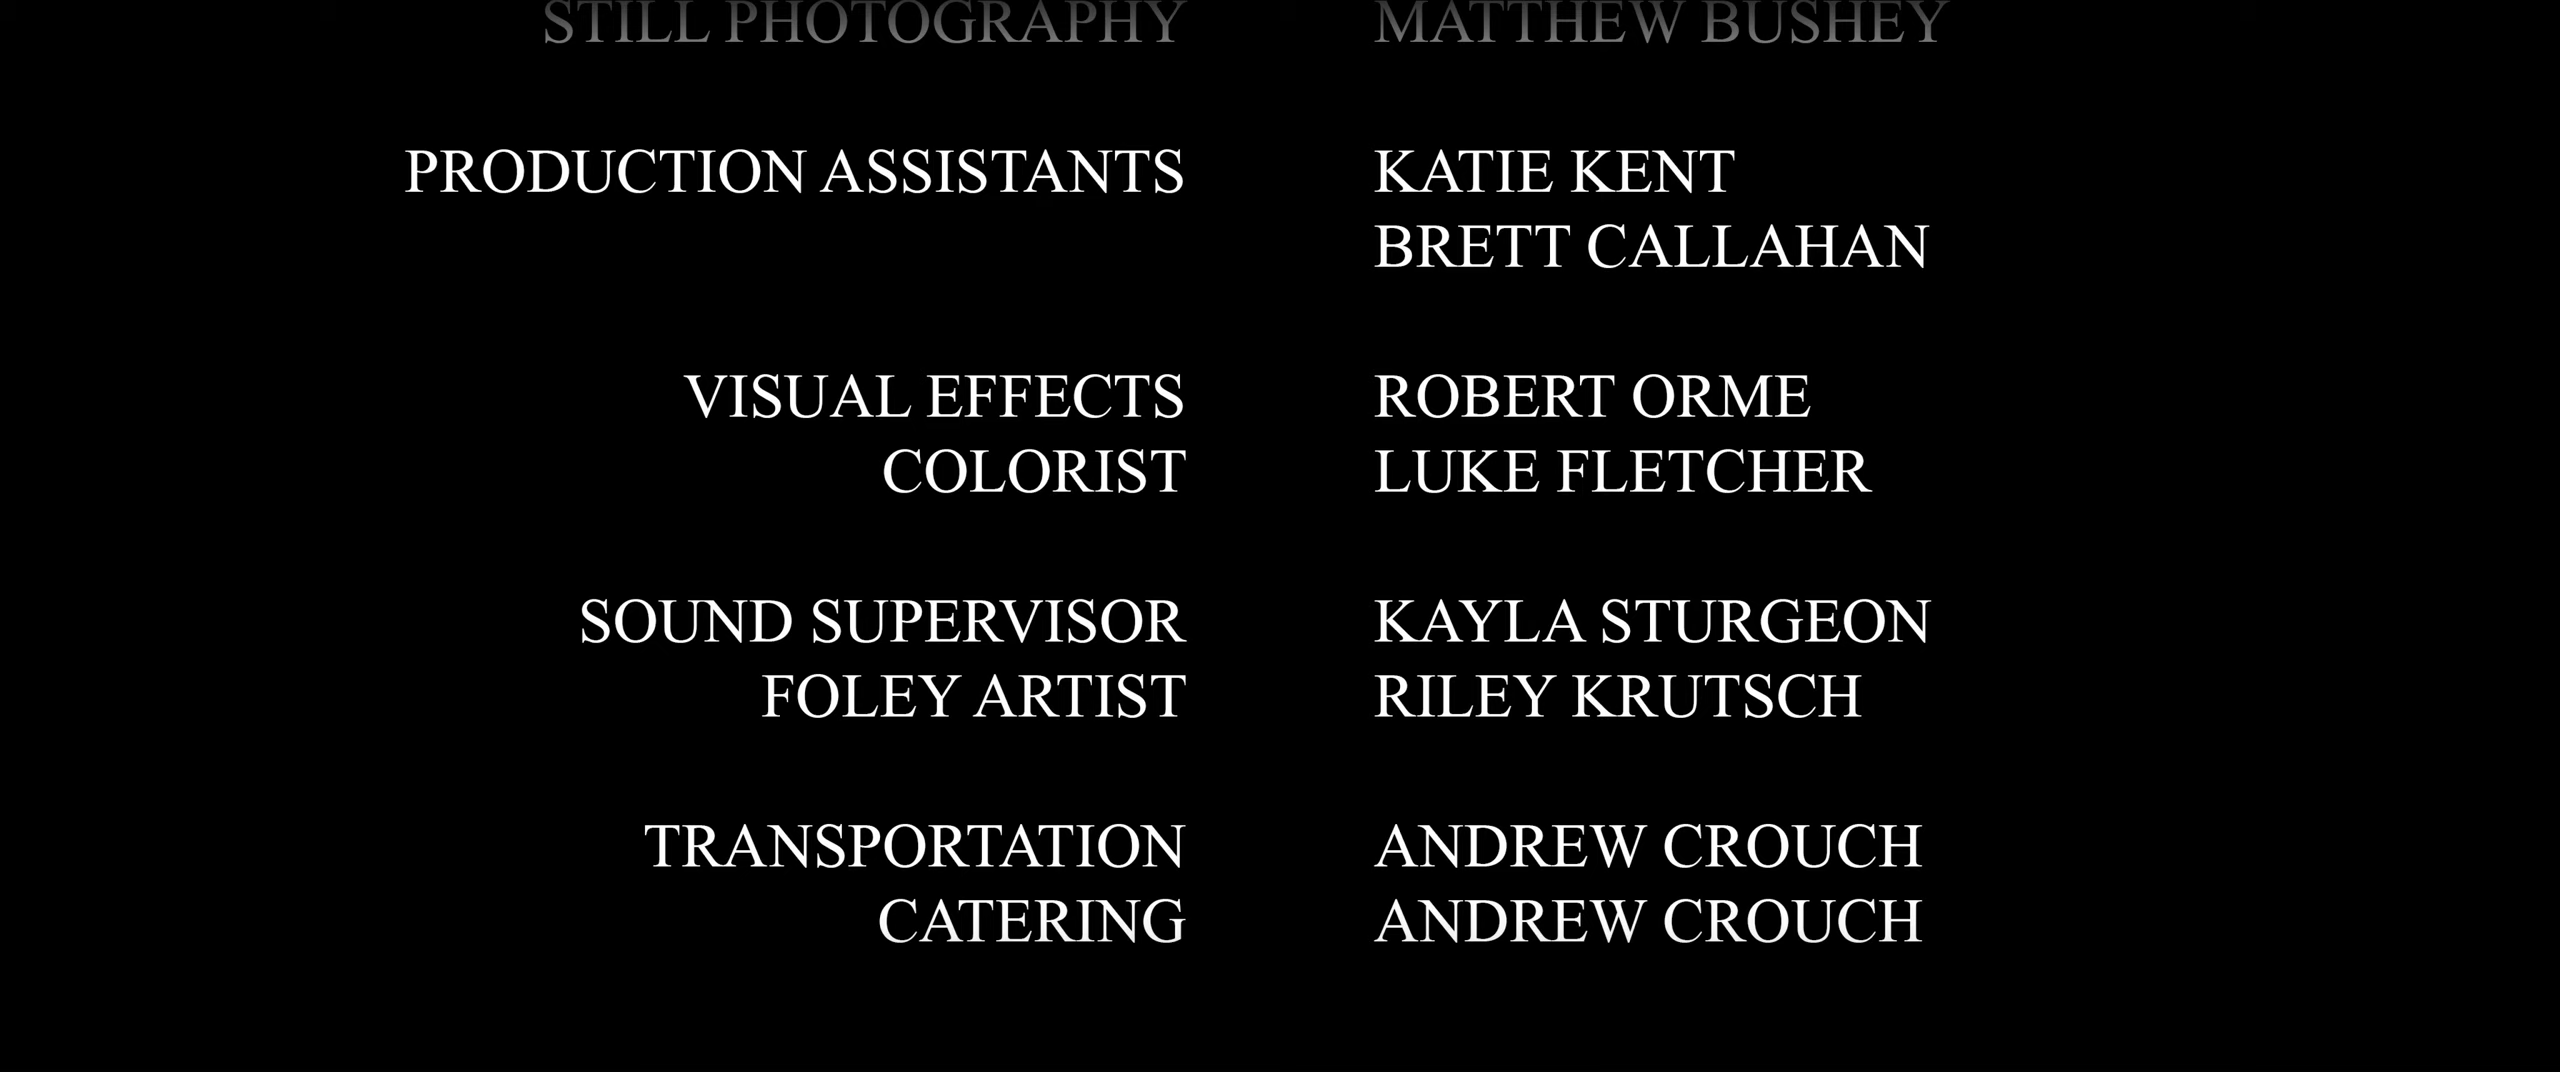 STILL PHOTOGRAPHY MATTHEW BUSHEY
PRODUCTION ASSISTANTS KATIE KENT
BRETT CALLAHAN
VISUAL EFFECTS ROBERT ORME
COLORIST LUKE FLETCHER
SOUND SUPERVISOR KAYLA STURGEON
FOLEY ARTIST RILEY KRUTSCH
TRANSPORTATION ANDREW CROUCH
CATERING ANDREW CROUCH